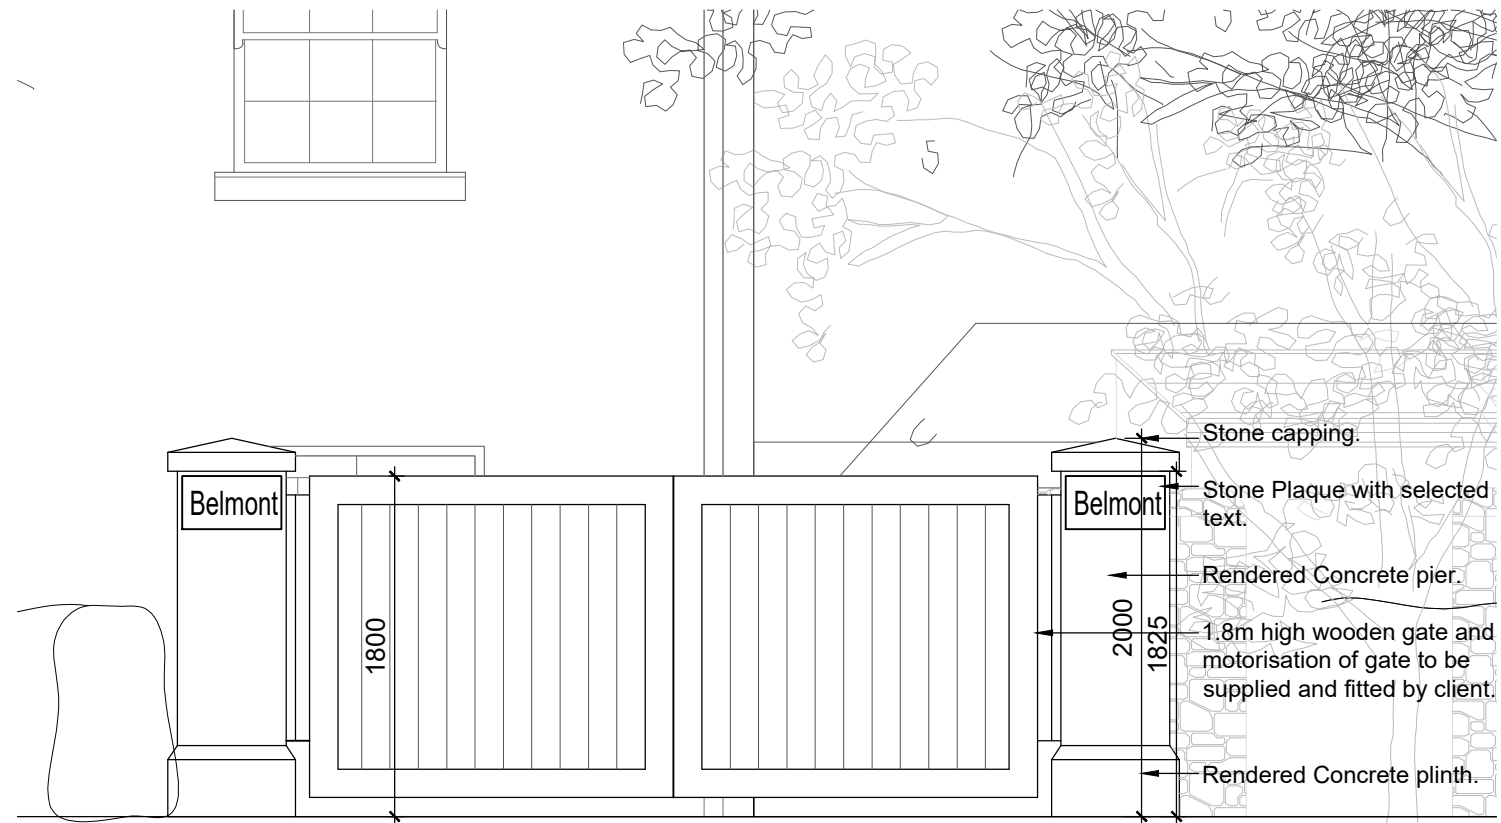 Stone capping.
Belmont
Belmont
Stone Plaque with selected
text.
Rendered Concrete pier.
1800
2000
1825
1.8m high wooden gate and
motorisation of gate to be
supplied and fitted by client.
Rendered Concrete plinth.